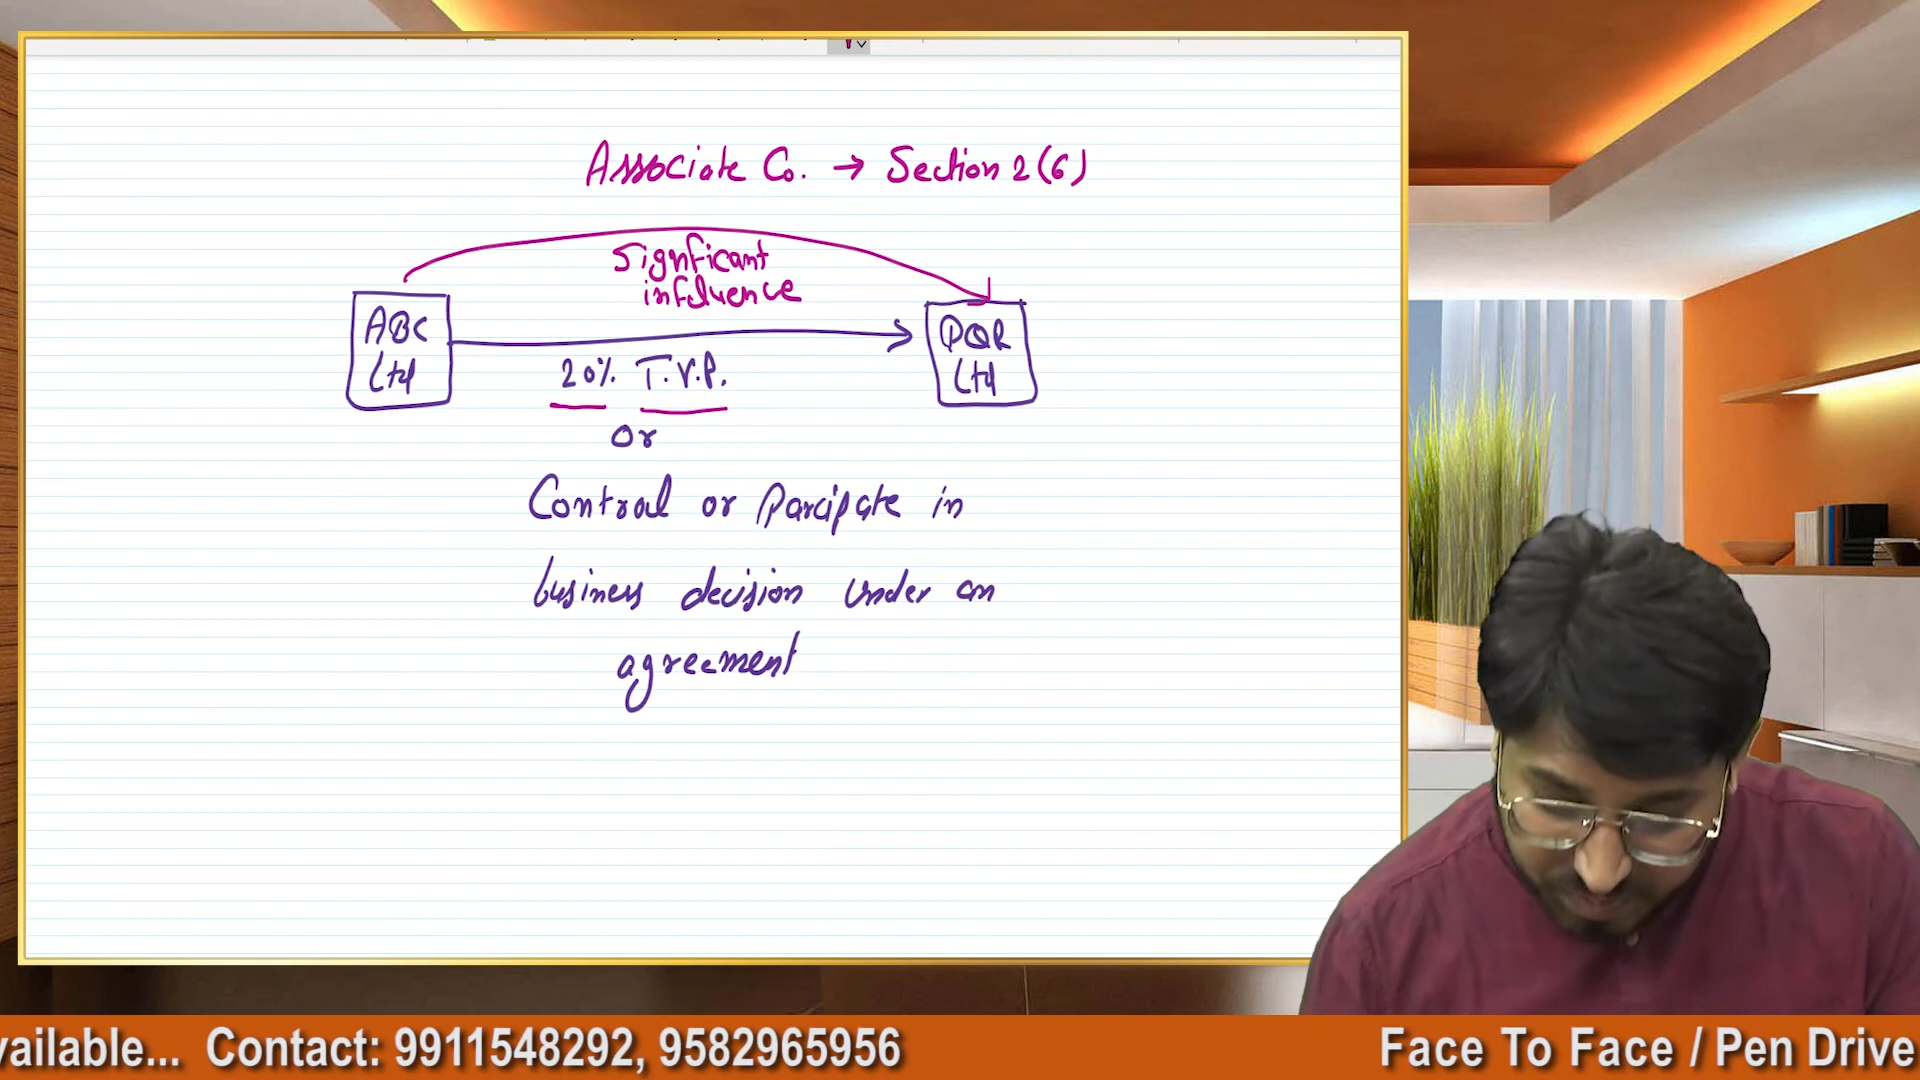 Associate Co. → Section 2(6)
Signficant
influence
ABC
Ltd
PQR
Ltd
20% T.V.P.
or
Control or Parcipate in
business decision under an
agreement
vailable... Contact: 9911548292, 9582965956
Face To Face / Pen Drive